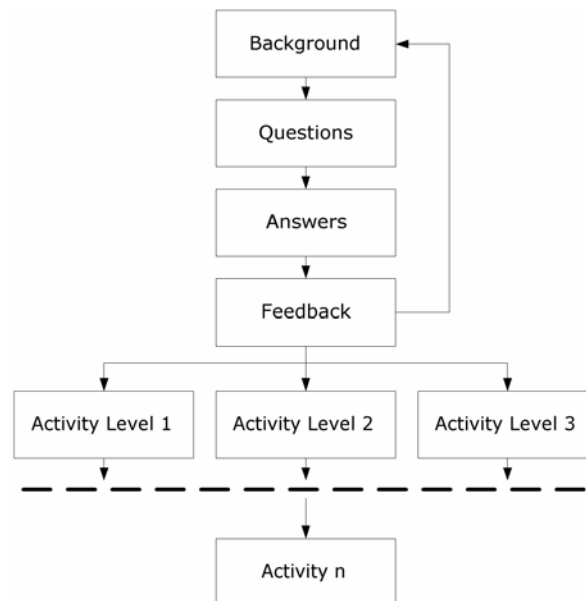 Background
Questions
Answers
Feedback
Activity Level 1
Activity Level 2
Activity Level 3
Activity n